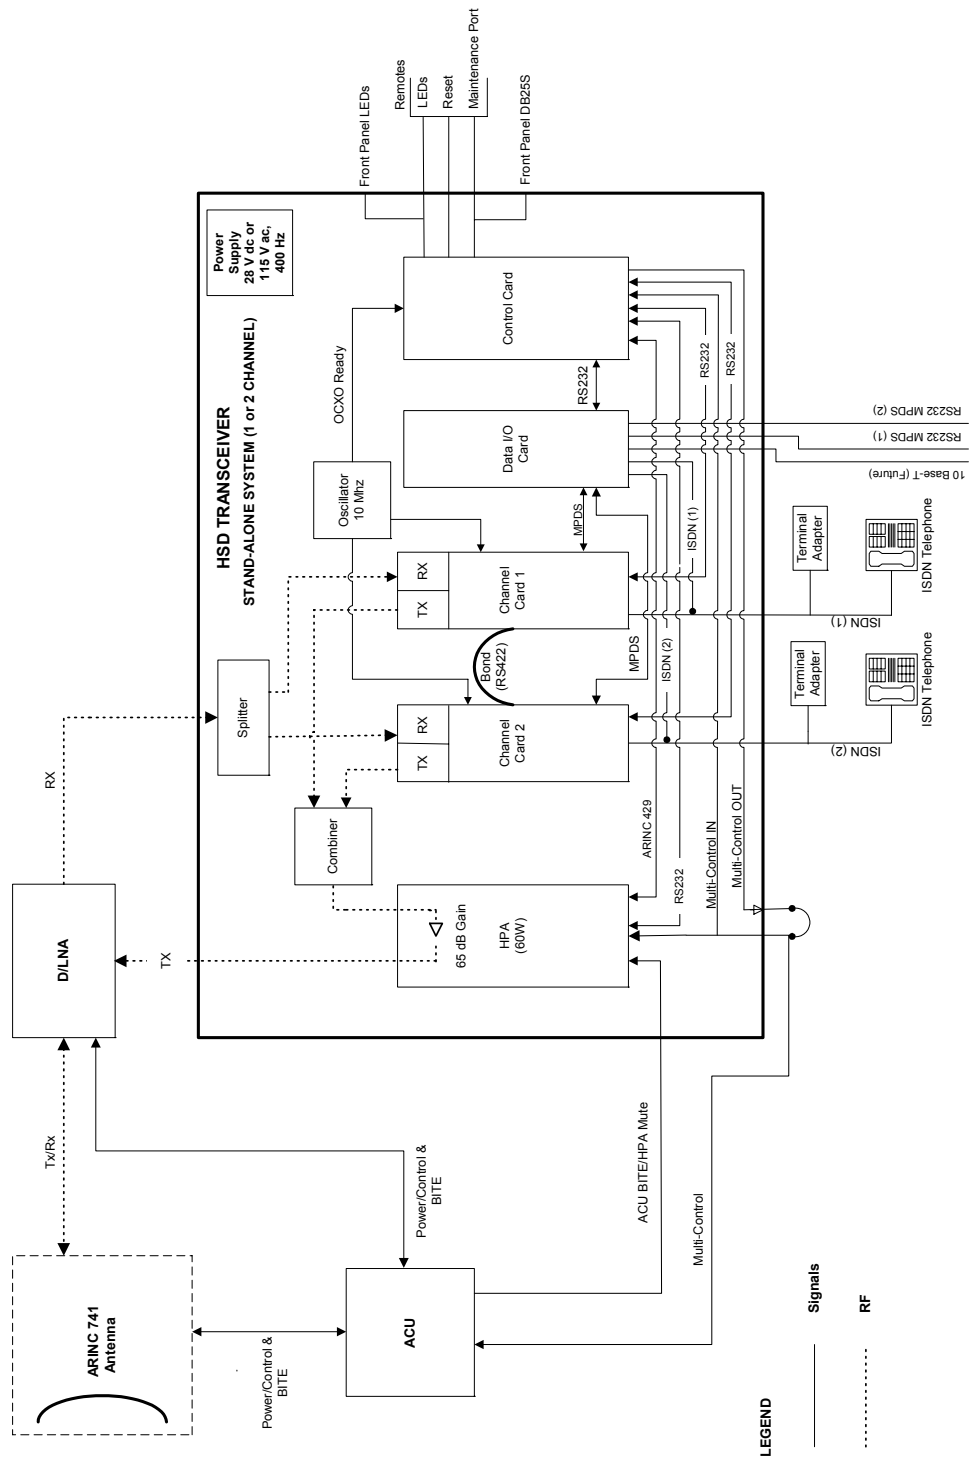 HSD TRANSCEIVER
STAND-ALONE SYSTEM (1 or 2 CHANNEL)
Power
Supply
28 V dc or
115 V ac,
400 Hz
ARINC 741
Antenna
Tx/Rx
D/LNA
RX
TX
Power/Control &
BITE
Power/Control &
BITE
ACU
ACU BITE/HPA Mute
Multi-Control
Splitter
Combiner
65 dB Gain
HPA
(60W)
TX
RX
Channel
Card 2
Bond
(RS422)
TX
RX
Channel
Card 1
Oscillator
10 Mhz
OCXO Ready
MPDS
MPDS
Data I/O
Card
RS232
Control Card
Front Panel LEDs
Remotes
LEDs
Reset
Maintenance Port
Front Panel DB25S
ISDN (1)
ISDN (2)
ARINC 429
RS232
RS232
RS232
Multi-Control IN
Multi-Control OUT
ISDN (2)
Terminal
Adapter
ISDN Telephone
ISDN (1)
Terminal
Adapter
ISDN Telephone
10 Base-T (Future)
RS232 MPDS (1)
RS232 MPDS (2)
LEGEND
Signals
RF